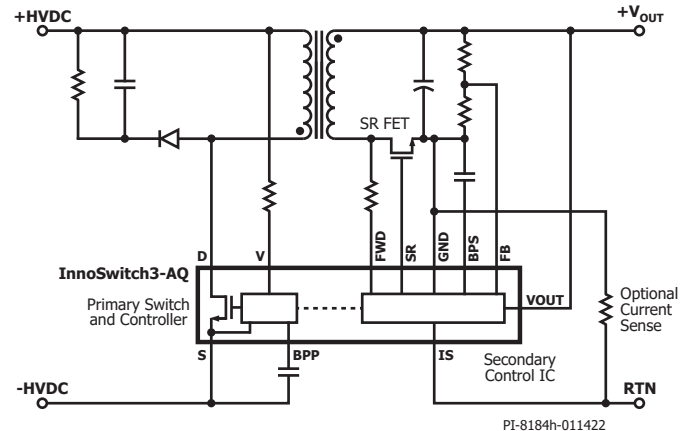 +HVDC
+VOUT
SR FET
D
V
FWD
SR
GND
BPS
FB
InnoSwitch3-AQ
VOUT
Primary Switch
and Controller
Optional
Current
Sense
S
BPP
IS
Secondary
Control IC
-HVDC
RTN
PI-8184h-011422